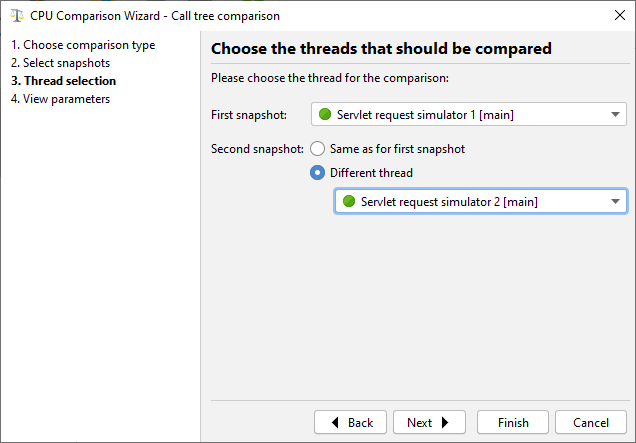 CPU Comparison Wizard - Call tree comparison
1. Choose comparison type
2. Select snapshots
3. Thread selection
4. View parameters
Choose the threads that should be compared
Please choose the thread for the comparison:
First snapshot: Servlet request simulator 1 [main]
Second snapshot: Same as for first snapshot
Different thread
Servlet request simulator 2 [main]
Back Next Finish Cancel